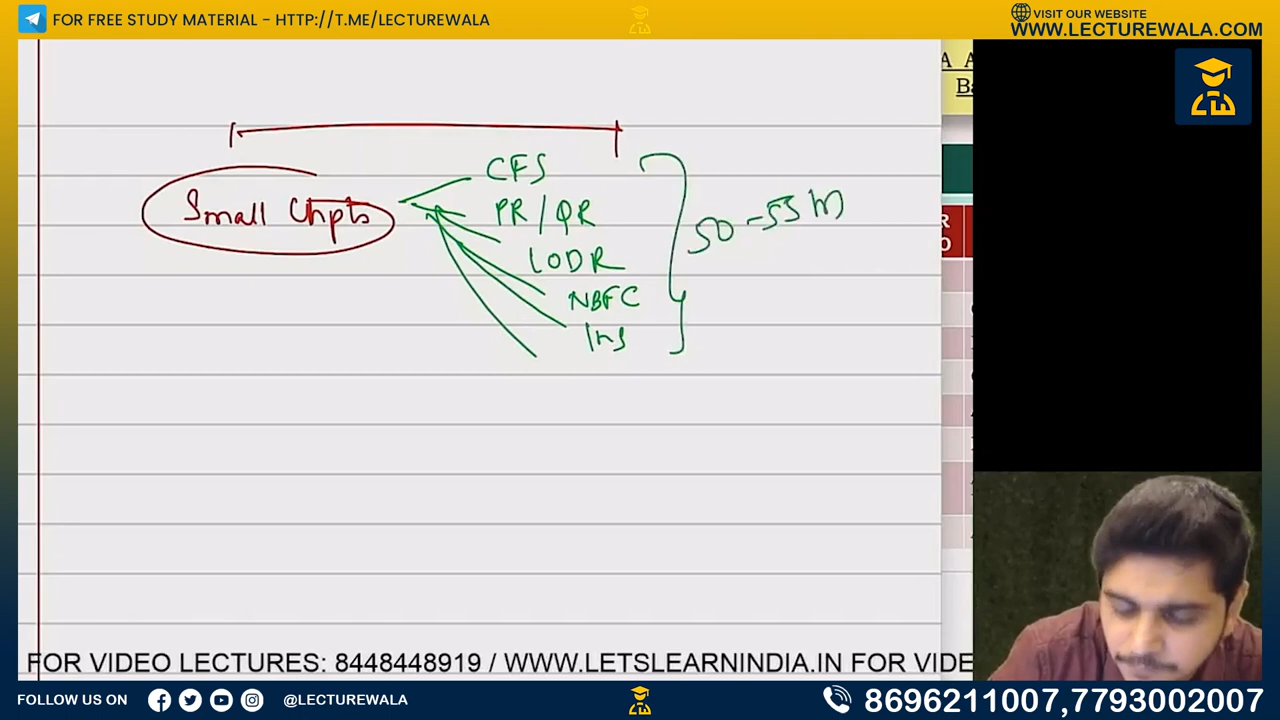 FOR FREE STUDY MATERIAL - HTTP://T.ME/LECTUREWALA
VISIT OUR WEBSITE
WWW.LECTUREWALA.COM
A A
Ba
CFS
Small Chpts
PR / QR
50-55 m
LODR
NBFC
Ins
R
O
FOR VIDEO LECTURES: 8448448919 / WWW.LETSLEARNINDIA.IN FOR VIDE
FOLLOW US ON
@LECTUREWALA
8696211007,7793002007